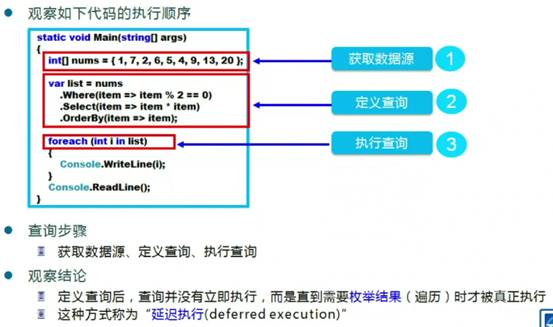 观察如下代码的执行顺序
static void Main(string[] args)
{
int[] nums = { 1, 7, 2, 6, 5, 4, 9, 13, 20 };
获取数据源 1
var list = nums
.Where(item => item % 2 == 0)
.Select(item => item * item)
.OrderBy(item => item);
定义查询 2
foreach (int i in list)
执行查询 3
{
Console.WriteLine(i);
}
Console.ReadLine();
}
查询步骤
获取数据源、定义查询、执行查询
观察结论
定义查询后，查询并没有立即执行，而是直到需要枚举结果（遍历）时才被真正执行
这种方式称为“延迟执行(deferred execution)”